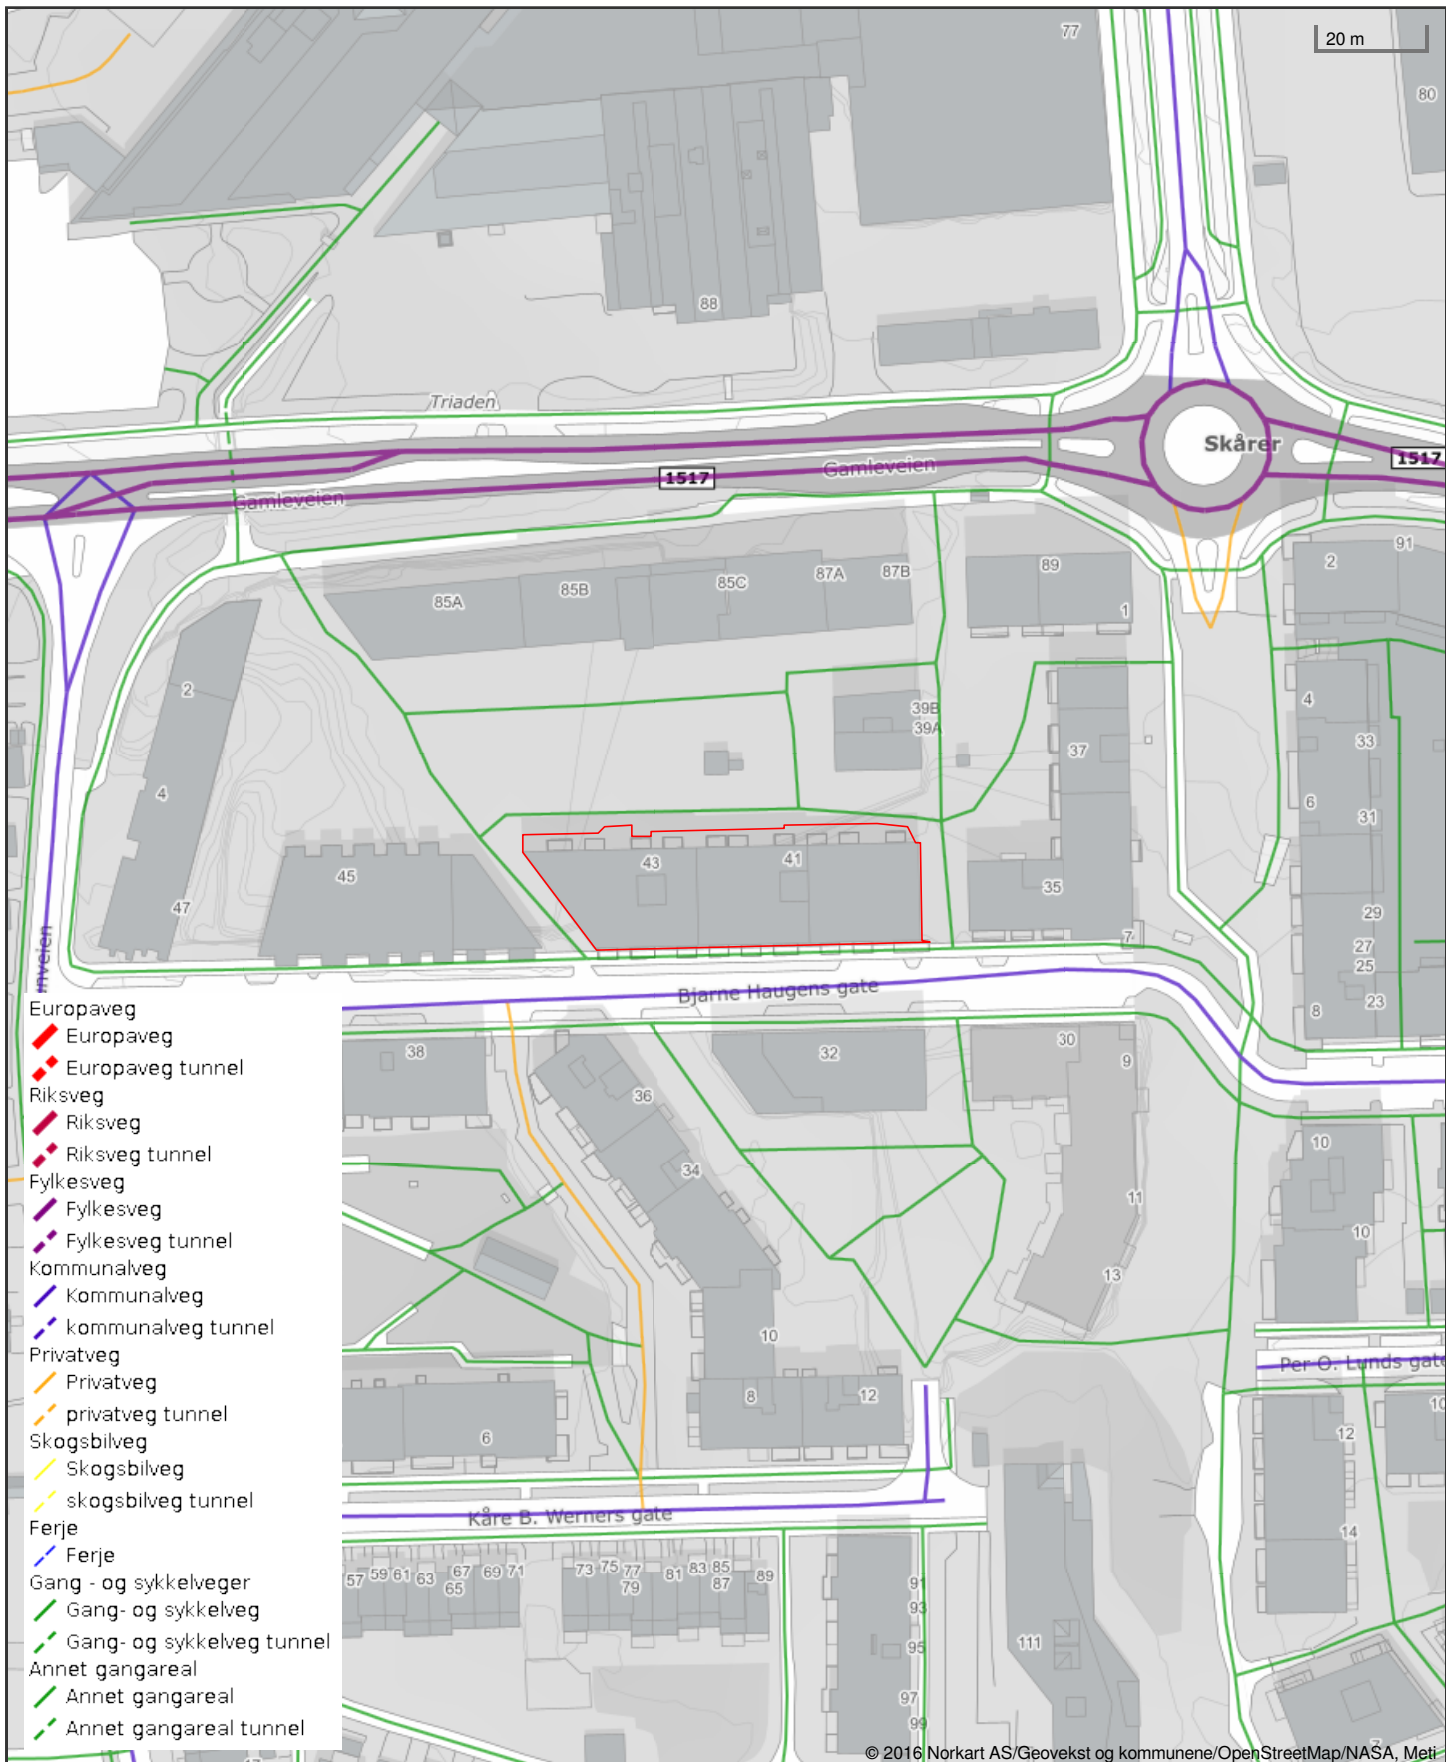 77
20 m
80
88
Triaden
Skårer
1517
1517
Gamleveien
Gamleveien
2
91
89
87B
87A
85C
85B
85A
1
2
4
39B
39A
33
37
4
6
31
43
41
45
35
47
29
7
27
25
23
8
Bjarne Haugens gate
nveien
38
32
30
9
36
10
34
11
10
13
10
Per O. Lunds gate
8
12
12
6
14
Kåre B. Werners gate
57 59 61 63 65 67 69 71
73 75 77 79 81 83 85 87 89
91
93
95
97
99
111
Europaveg
Europaveg
Europaveg tunnel
Riksveg
Riksveg
Riksveg tunnel
Fylkesveg
Fylkesveg
Fylkesveg tunnel
Kommunalveg
Kommunalveg
kommunalveg tunnel
Privatveg
Privatveg
privatveg tunnel
Skogsbilveg
Skogsbilveg
skogsbilveg tunnel
Ferje
Ferje
Gang - og sykkelveger
Gang- og sykkelveg
Gang- og sykkelveg tunnel
Annet gangareal
Annet gangareal
Annet gangareal tunnel
© 2016 Norkart AS/Geovekst og kommunene/OpenStreetMap/NASA, Meti